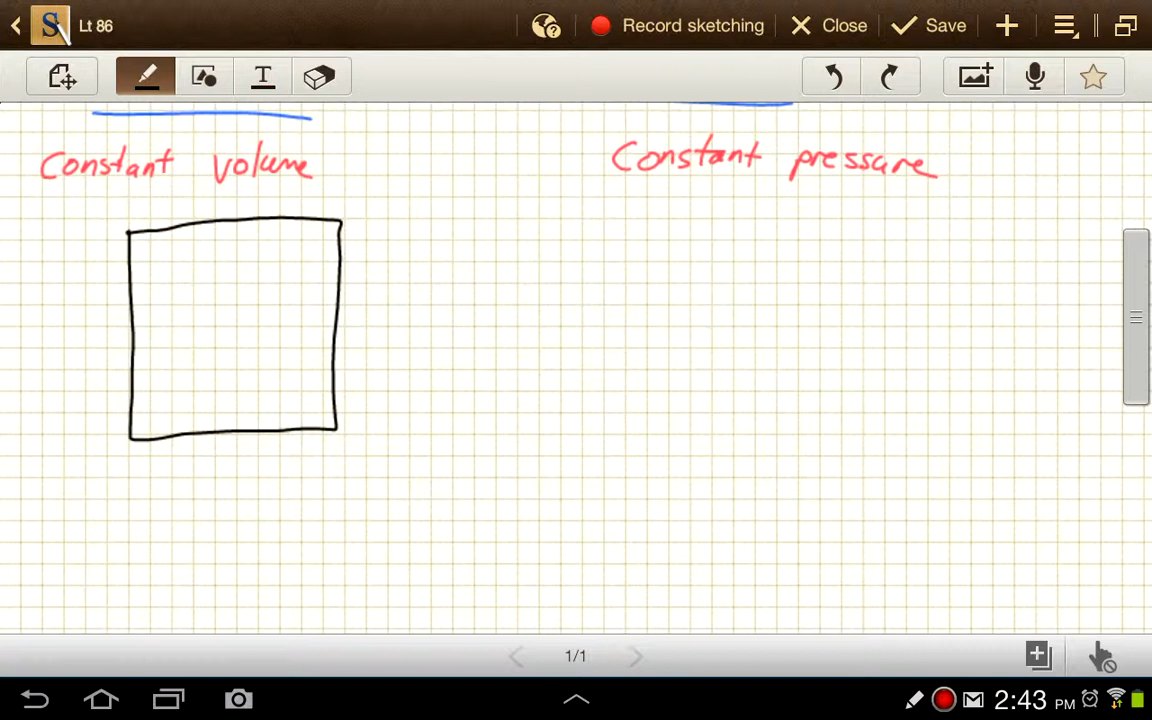 S Lt 86 Record sketching Close Save
T
Constant volume Constant pressure
1/1
2:43 PM